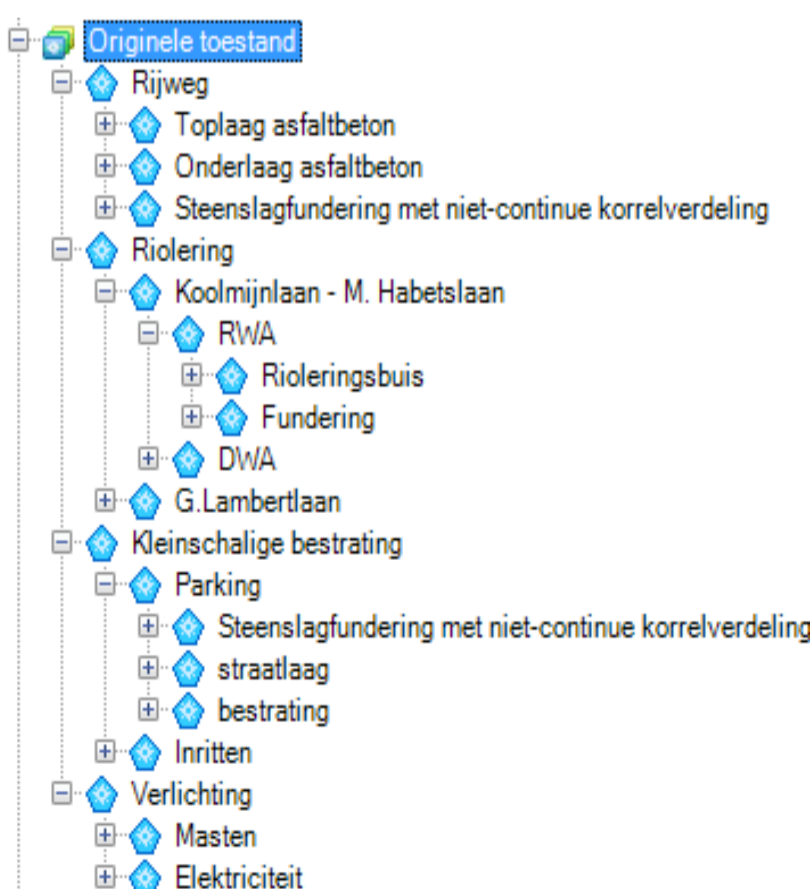 Originele toestand
Rijweg
Toplaag asfaltbeton
Onderlaag asfaltbeton
Steenslagfundering met niet-continue korrelverdeling
Riolering
Koolmijnlaan - M. Habetslaan
RWA
Rioleringsbuis
Fundering
DWA
G.Lambertlaan
Kleinschalige bestrating
Parking
Steenslagfundering met niet-continue korrelverdeling
straatlaag
bestrating
Inritten
Verlichting
Masten
Elektriciteit